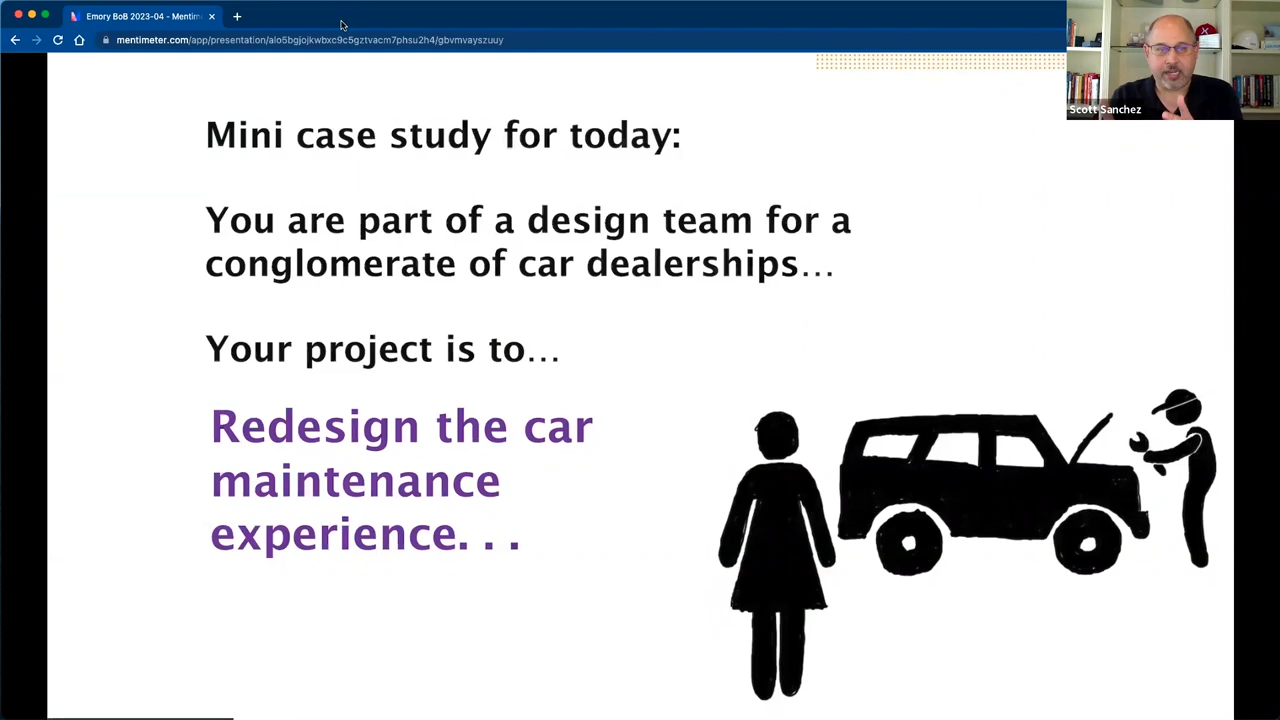 Emory BoB 2023-04 - Mentim
mentimeter.com/app/presentation/alo5bgjojkwbxc9c5gztvacm7phsu2h4/gbvmvayszuuy
Scott Sanchez
Mini case study for today:
You are part of a design team for a
conglomerate of car dealerships...
Your project is to...
Redesign the car
maintenance
experience. . .